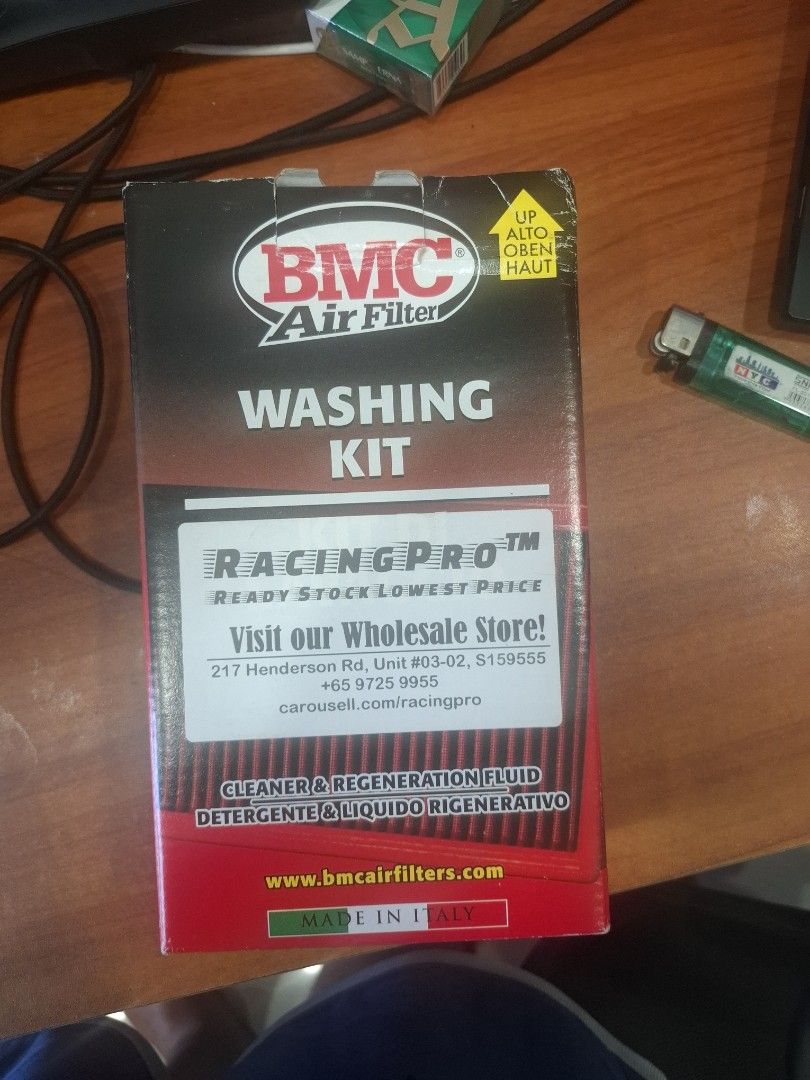 BMC®
Air Filter
UP
ALTO
OBEN
HAUT
WASHING
KIT
RACINGPRO™
READY STOCK LOWEST PRICE
Visit our Wholesale Store!
217 Henderson Rd, Unit #03-02, S159555
+65 9725 9955
carousell.com/racingpro
CLEANER & REGENERATION FLUID
DETERGENTE & LIQUIDO RIGENERATIVO
www.bmcairfilters.com
MADE IN ITALY
NYC